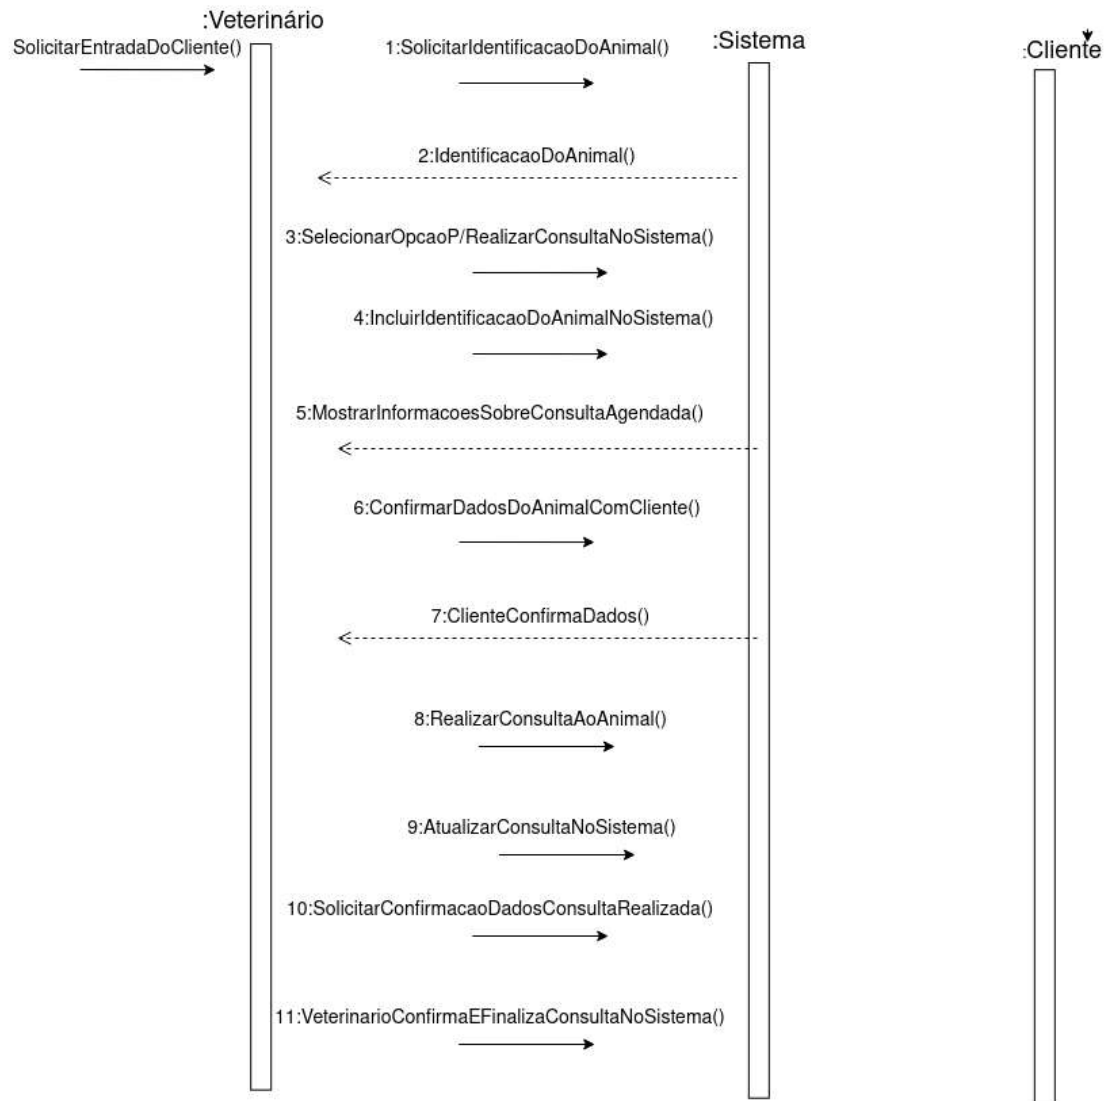 :Veterinário
SolicitarEntradaDoCliente()
1:SolicitarIdentificacaoDoAnimal()
:Sistema
:Cliente
2:IdentificacaoDoAnimal()
3:SelecionarOpcaoP/RealizarConsultaNoSistema()
4:IncluirIdentificacaoDoAnimalNoSistema()
5:MostrarInformacoesSobreConsultaAgendada()
6:ConfirmarDadosDoAnimalComCliente()
7:ClienteConfirmaDados()
8:RealizarConsultaAoAnimal()
9:AtualizarConsultaNoSistema()
10:SolicitarConfirmacaoDadosConsultaRealizada()
11:VeterinarioConfirmaEFinalizaConsultaNoSistema()